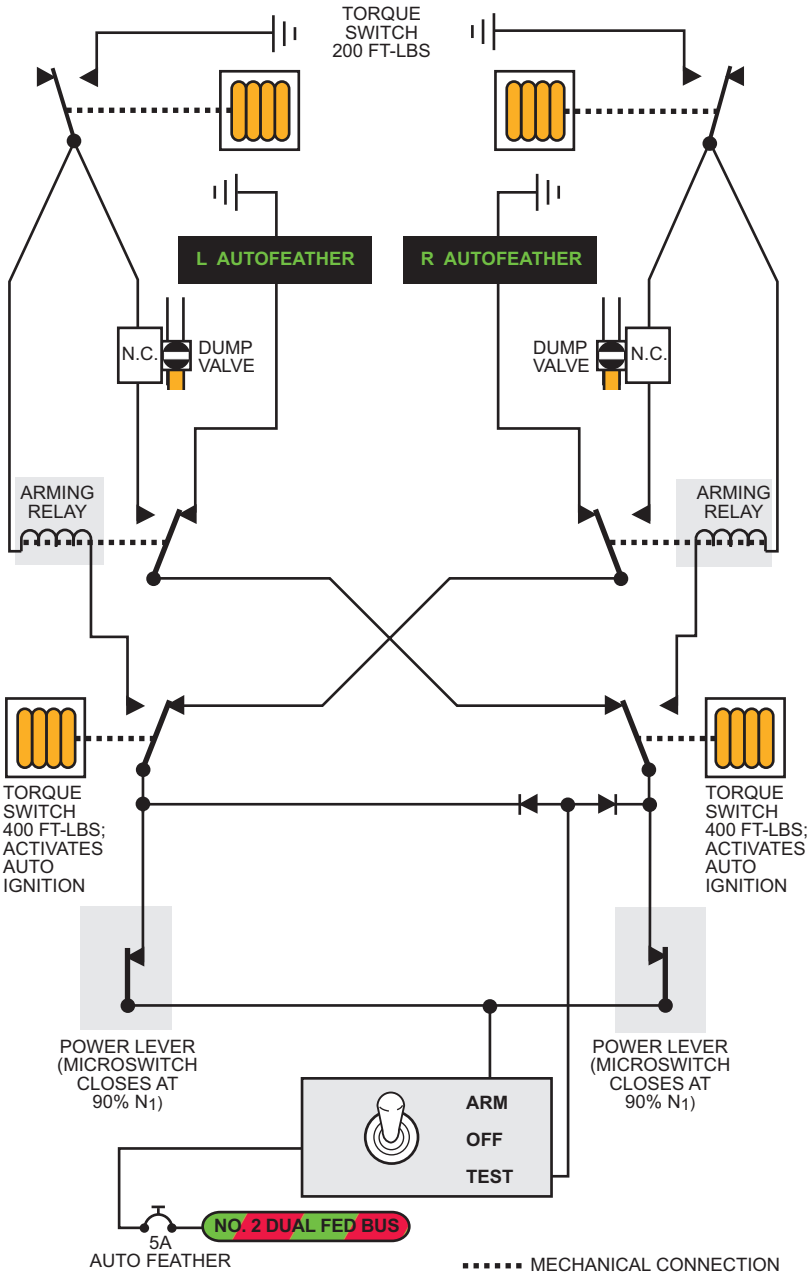 TORQUE
SWITCH
200 FT-LBS
L AUTOFEATHER
R AUTOFEATHER
N.C.
DUMP
VALVE
DUMP
VALVE
N.C.
ARMING
RELAY
ARMING
RELAY
TORQUE
SWITCH
400 FT-LBS;
ACTIVATES
AUTO
IGNITION
TORQUE
SWITCH
400 FT-LBS;
ACTIVATES
AUTO
IGNITION
POWER LEVER
(MICROSWITCH
CLOSES AT
90% N1)
POWER LEVER
(MICROSWITCH
CLOSES AT
90% N1)
ARM
OFF
TEST
NO. 2 DUAL FED BUS
5A
AUTO FEATHER
MECHANICAL CONNECTION